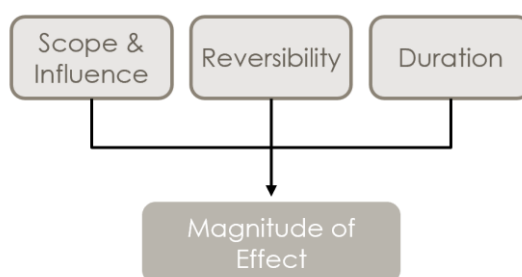 Scope &
Influence
Reversibility
Duration
Magnitude of
Effect